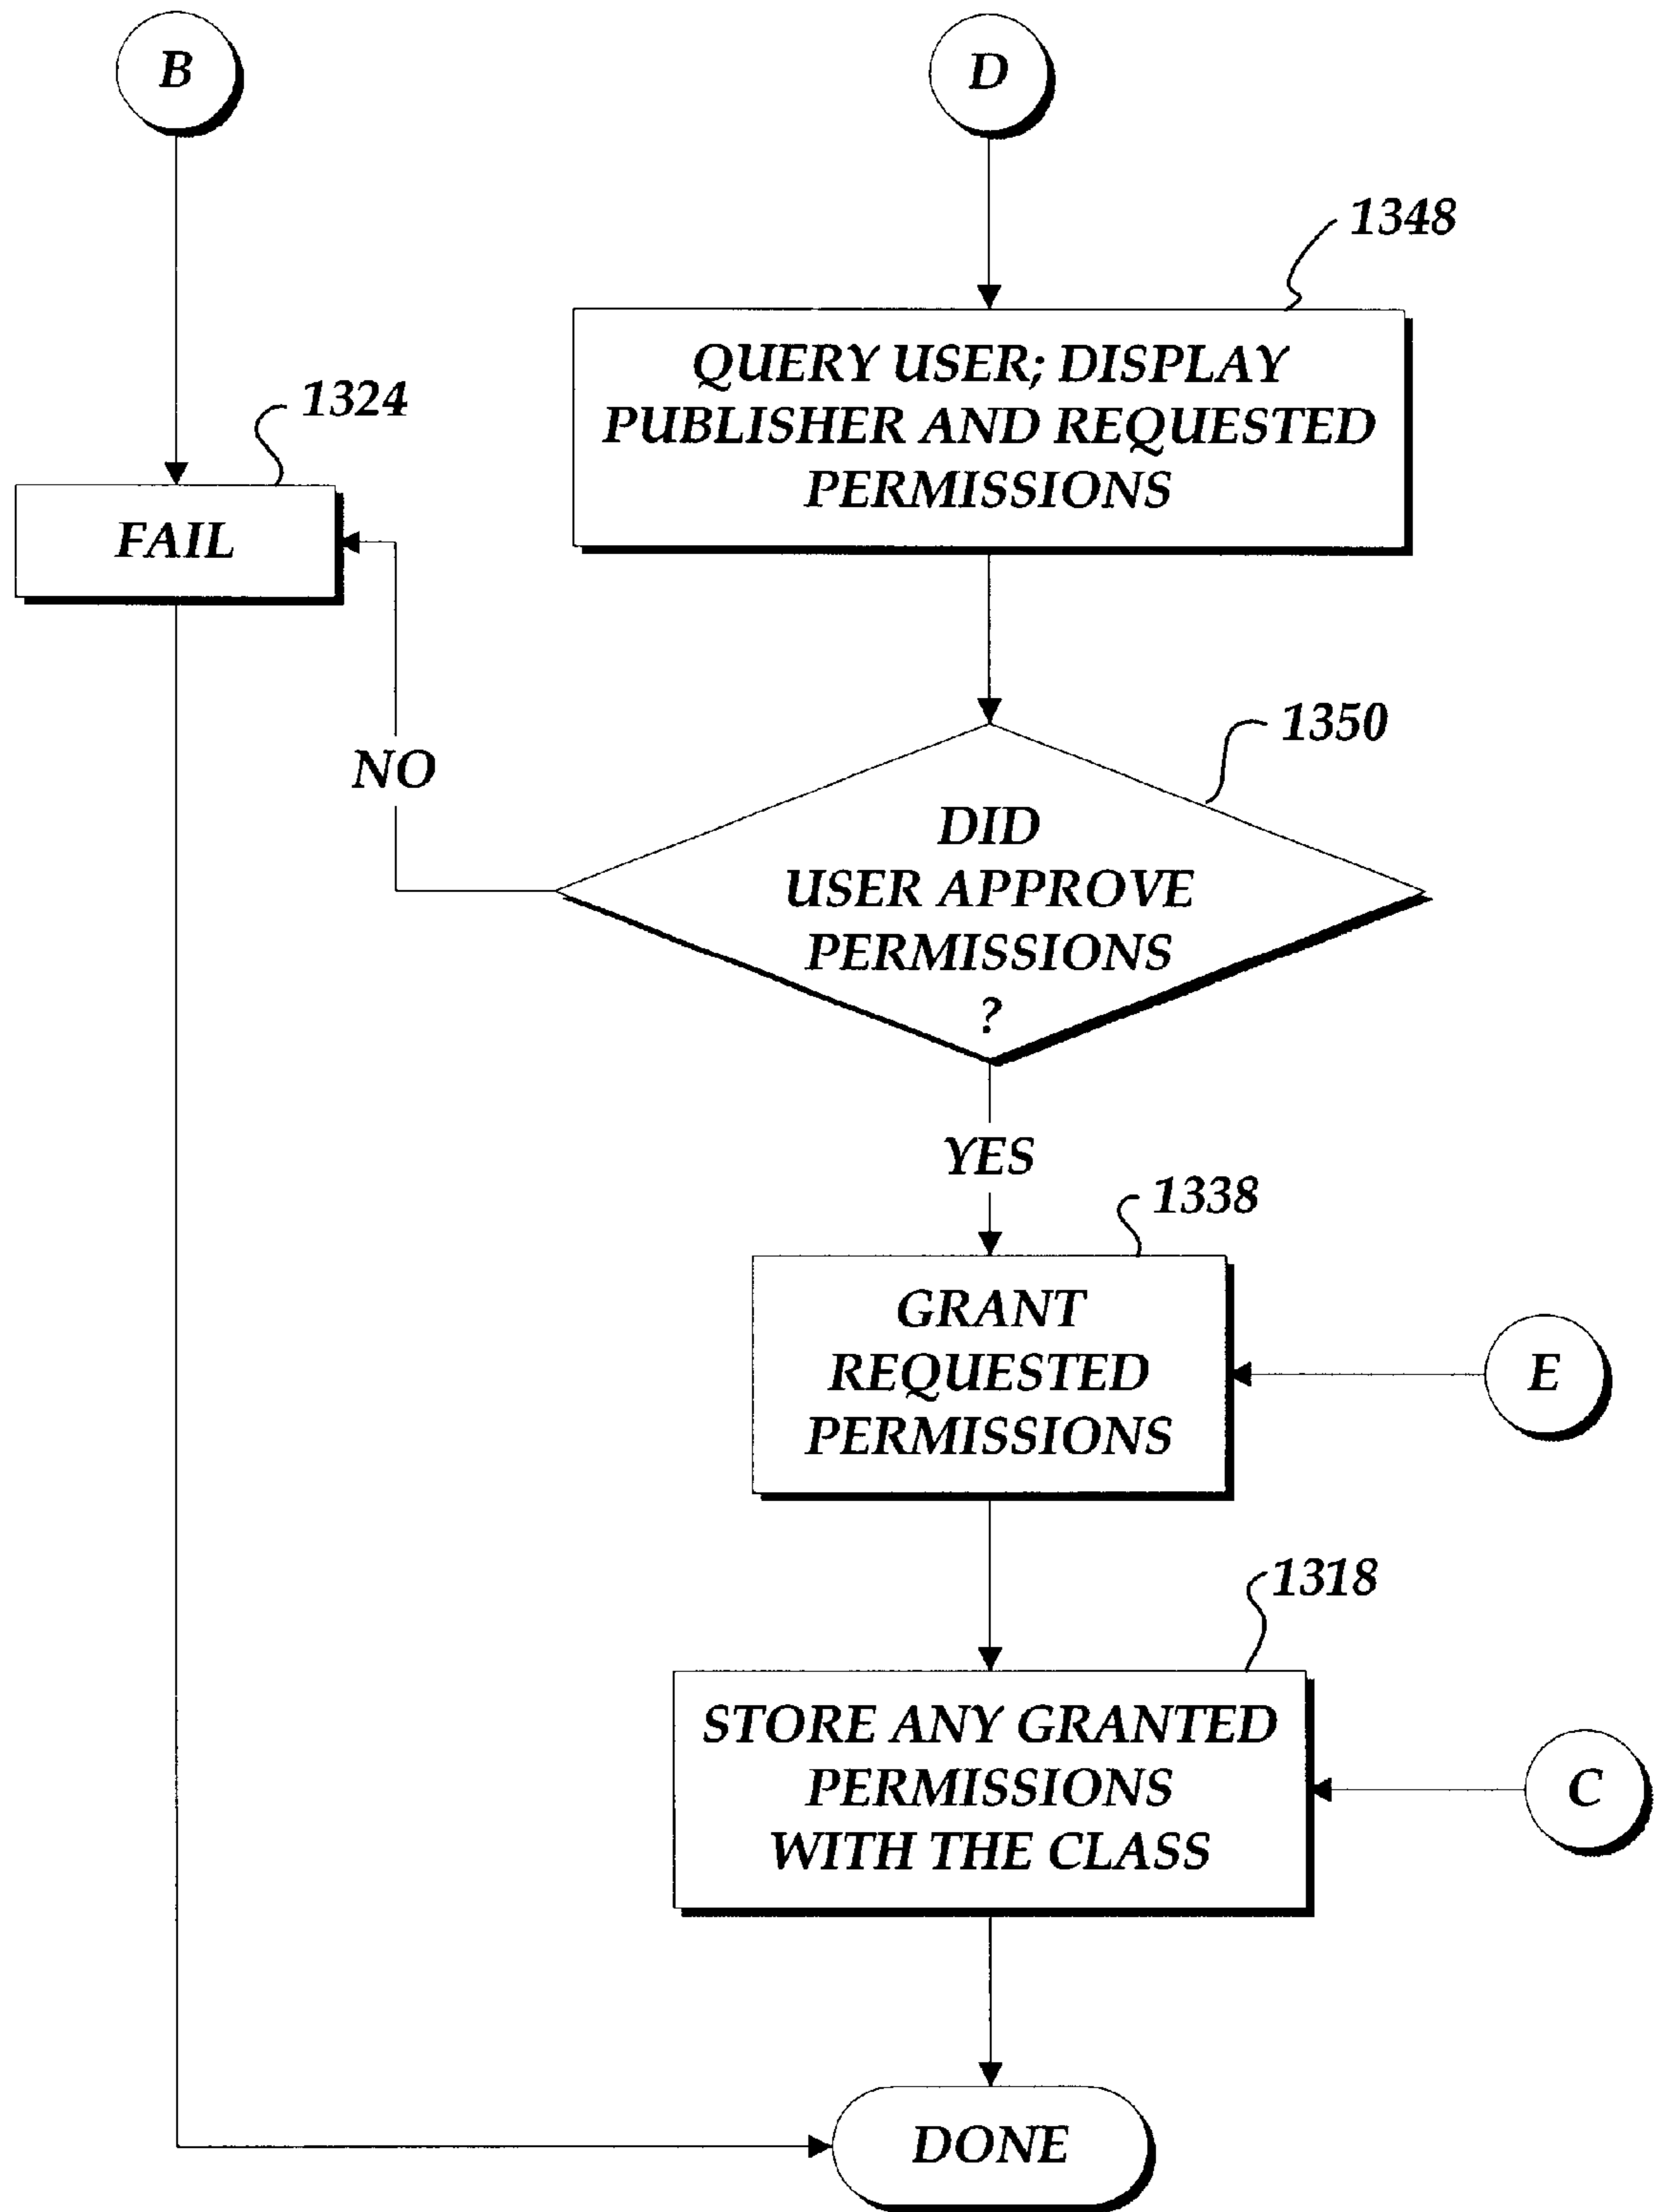 B
D
1348
QUERY USER; DISPLAY
PUBLISHER AND REQUESTED
PERMISSIONS
1324
FAIL
NO
1350
DID
USER APPROVE
PERMISSIONS
?
YES
1338
GRANT
REQUESTED
PERMISSIONS
E
1318
STORE ANY GRANTED
PERMISSIONS
WITH THE CLASS
C
DONE